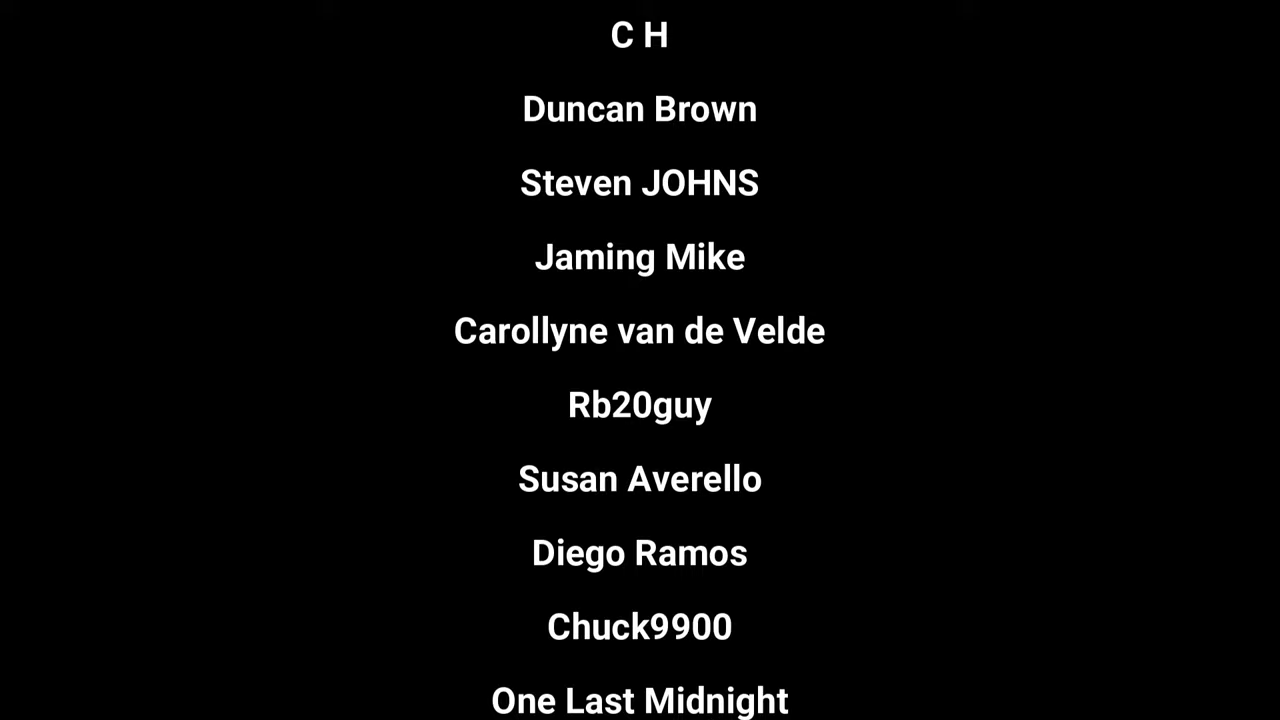 C H
Duncan Brown
Steven JOHNS
Jaming Mike
Carollyne van de Velde
Rb20guy
Susan Averello
Diego Ramos
Chuck9900
One Last Midnight